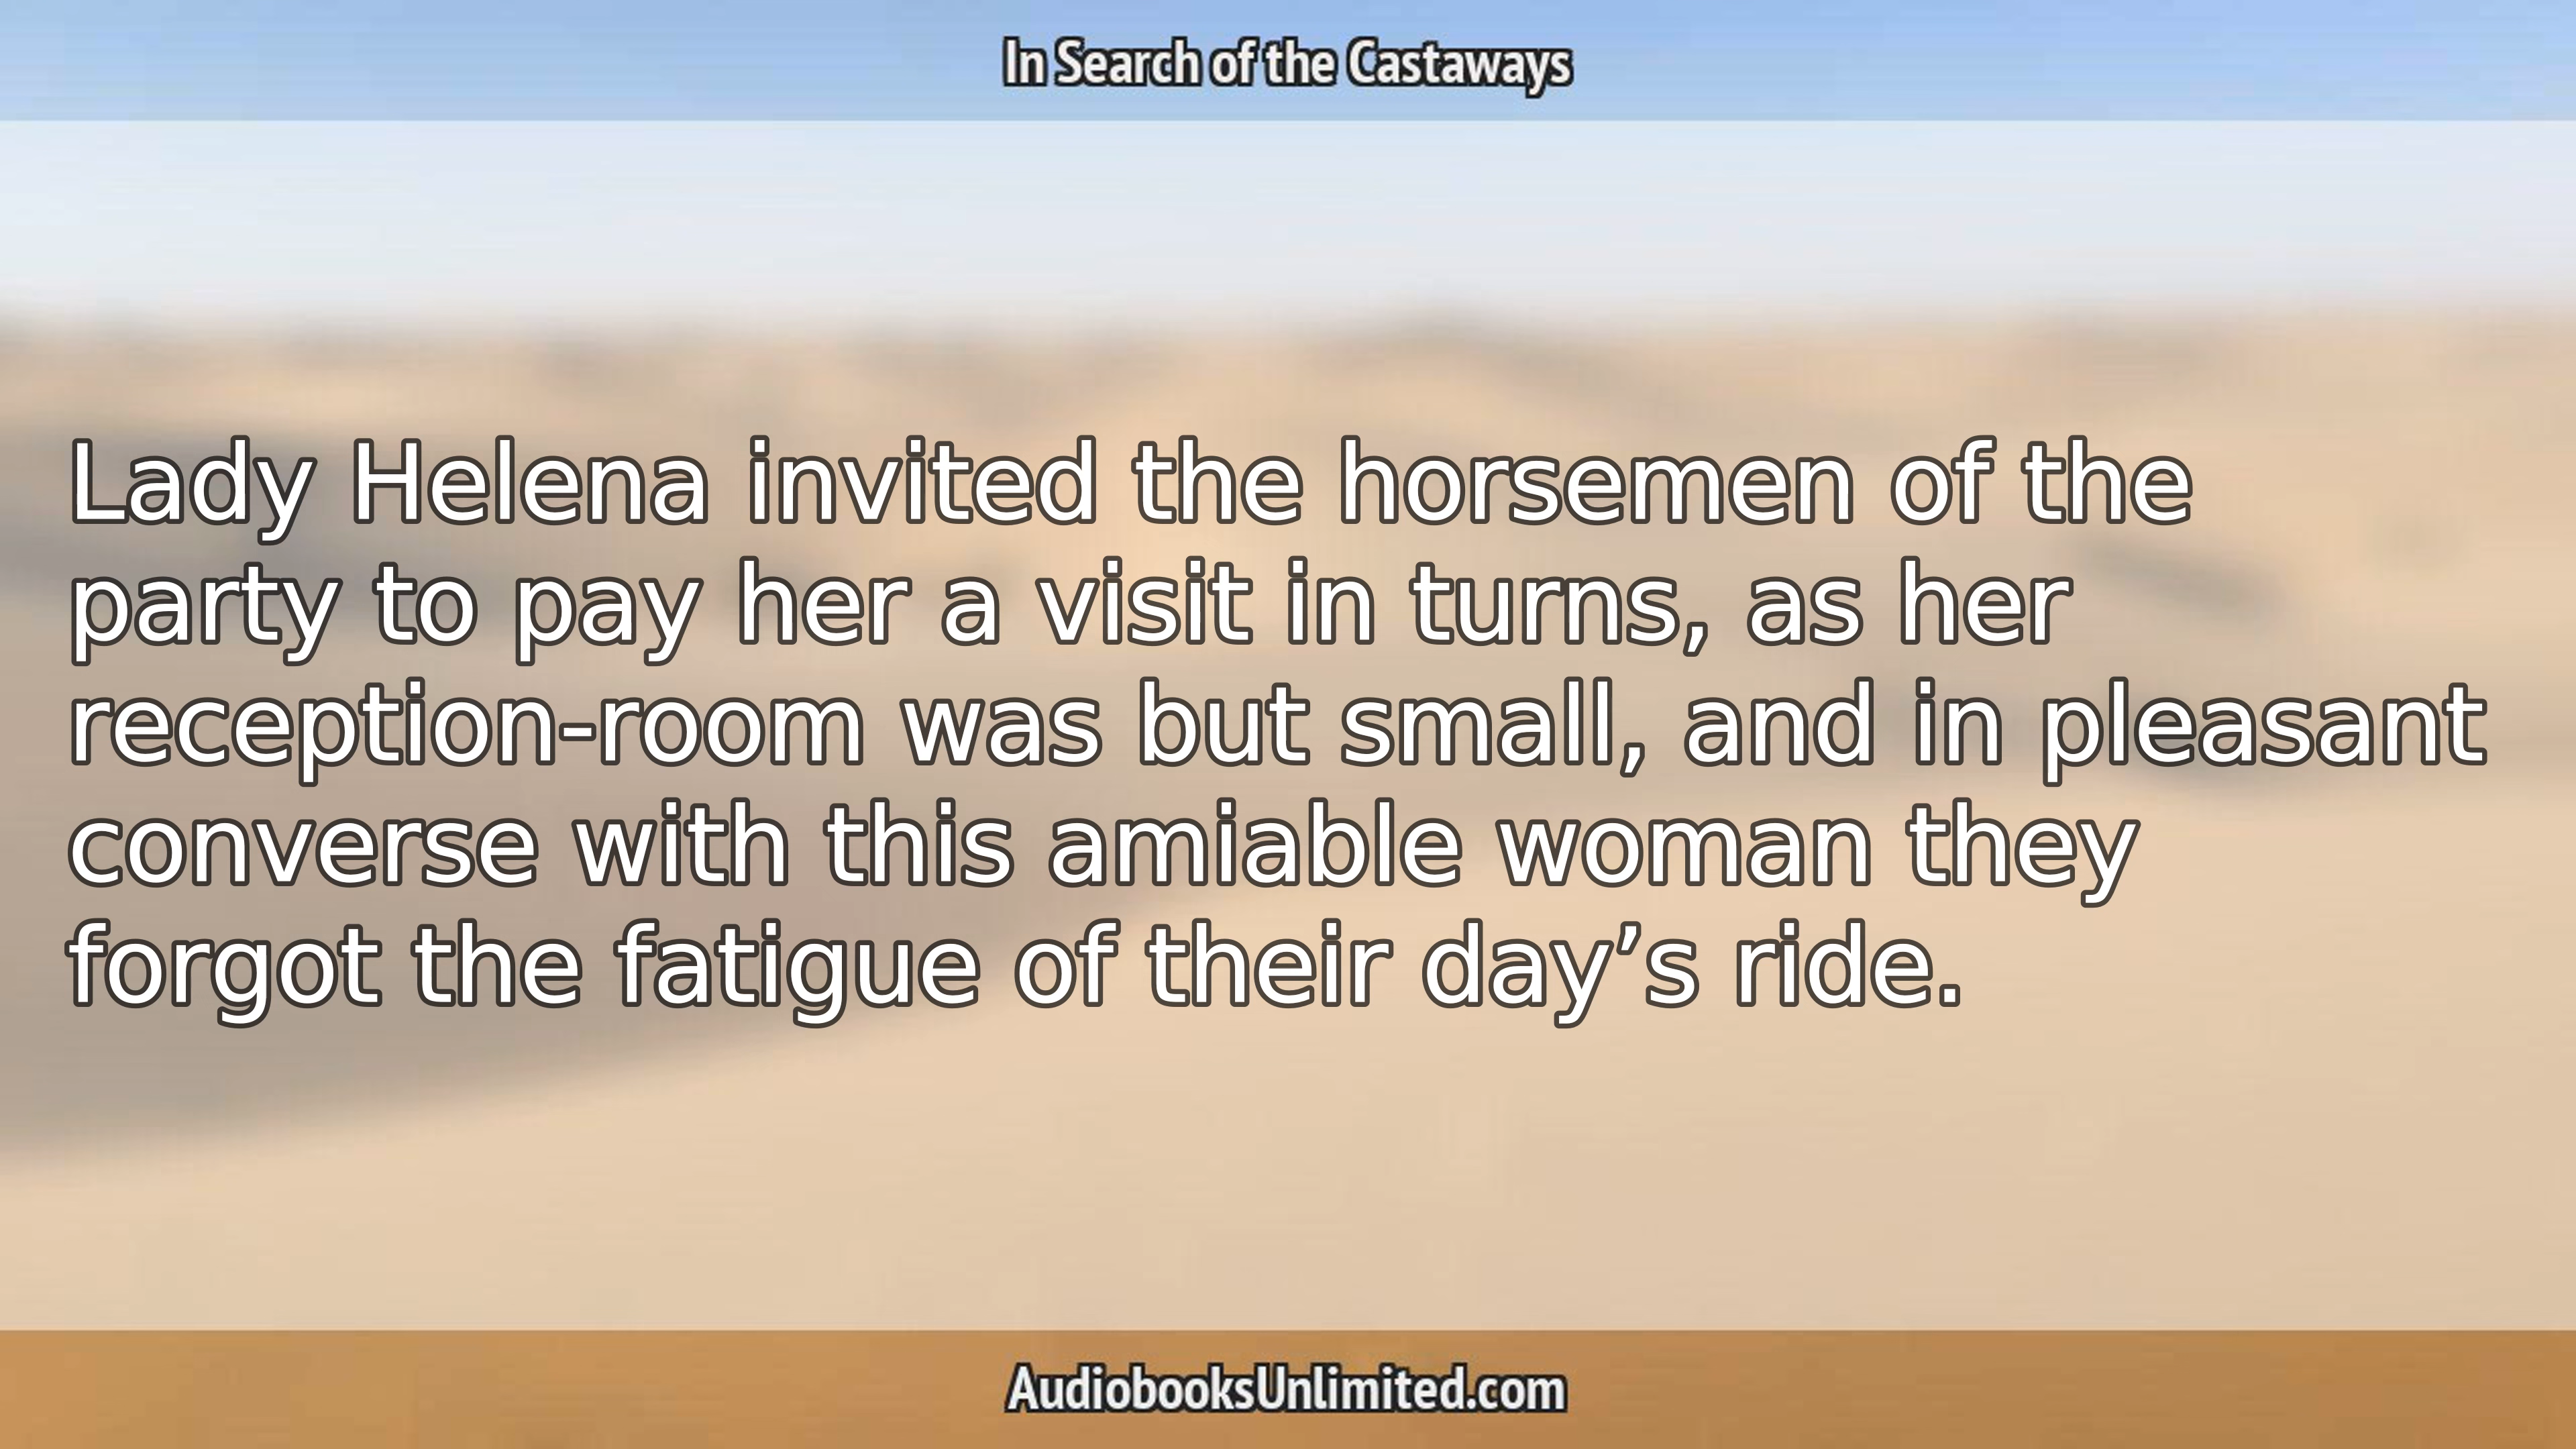 In Search of the Castaways
Lady Helena invited the horsemen of the
party to pay her a visit in turns, as her
reception-room was but small, and in pleasant
converse with this amiable woman they
forgot the fatigue of their day’s ride.
AudiobooksUnlimited.com